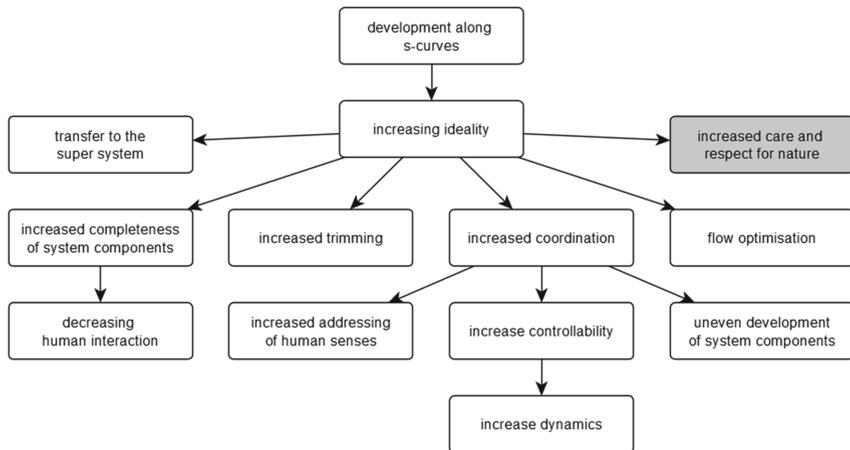 development along
s-curves
increasing ideality
transfer to the
super system
increased care and
respect for nature
increased completeness
of system components
increased trimming
increased coordination
flow optimisation
decreasing
human interaction
increased addressing
of human senses
increase controllability
uneven development
of system components
increase dynamics